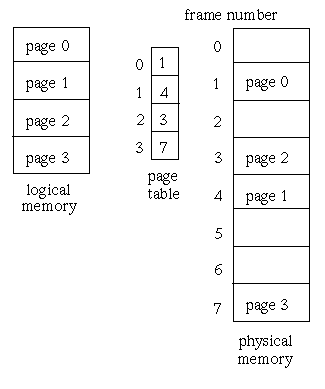 frame number
page 0
page 1
page 2
page 3
logical
memory
0 1
1 4
2 3
3 7
page
table
0
1 page 0
2
3 page 2
4 page 1
5
6
7 page 3
physical
memory